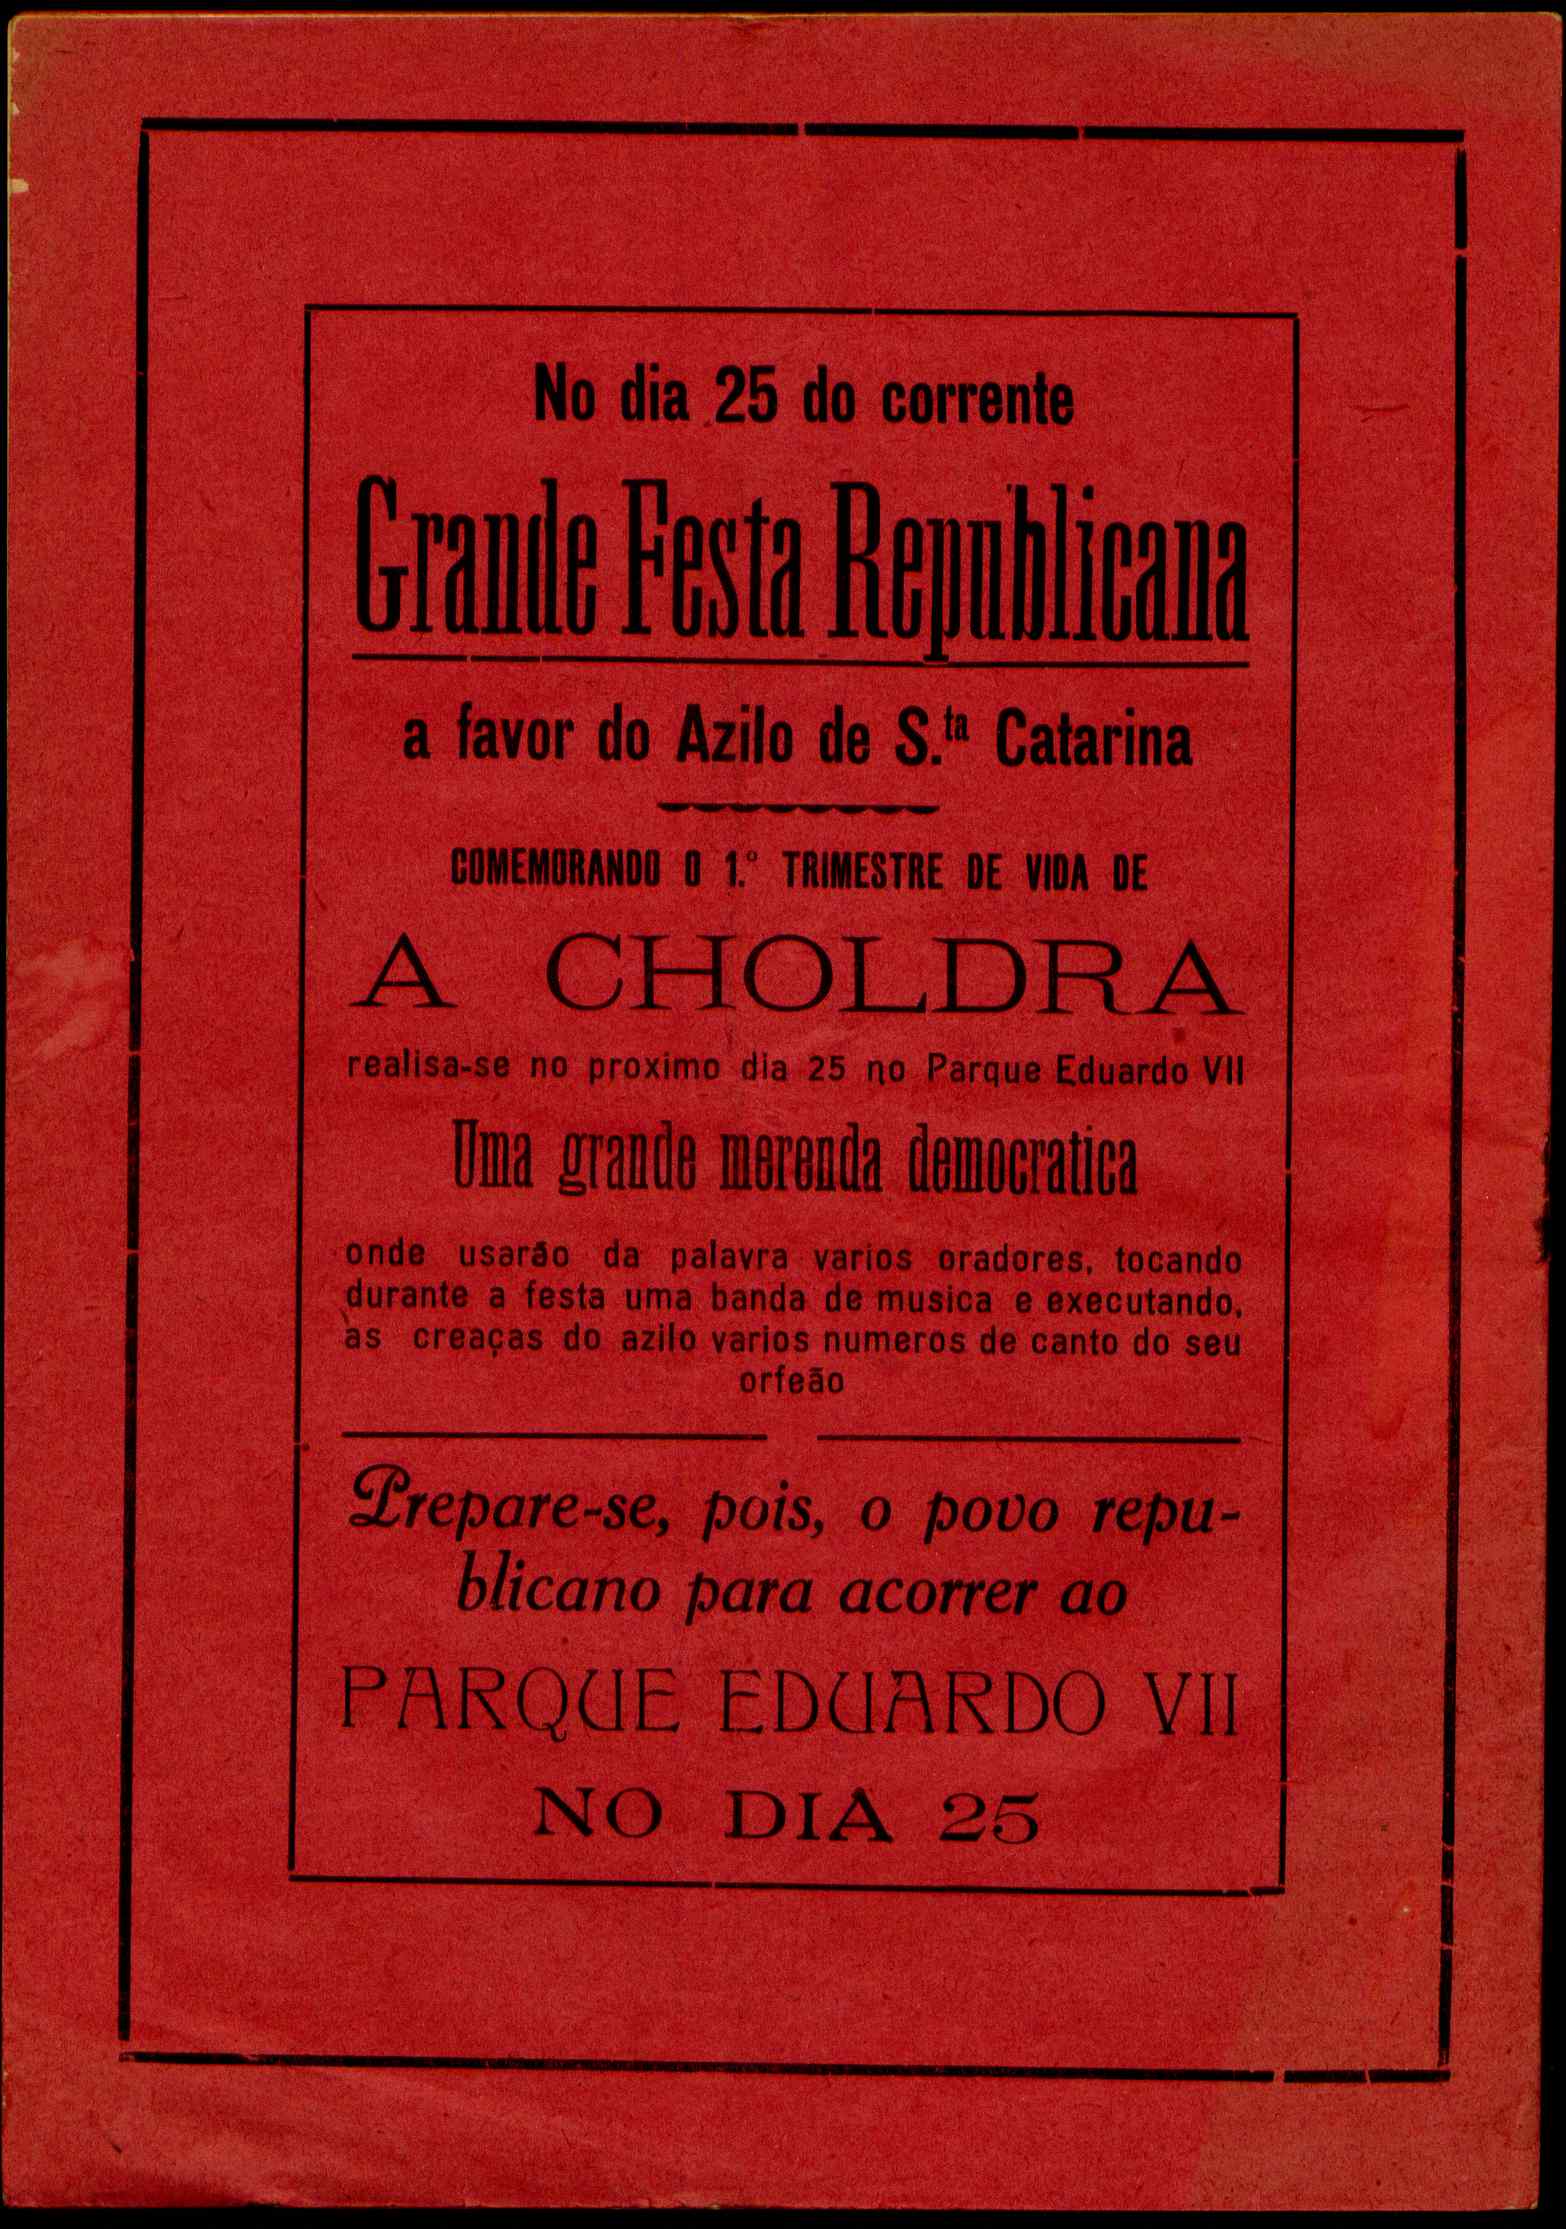 No dia 25 do corrente
Grande Festa Republicana
a favor do Azilo de S.ta Catarina
COMEMORANDO O 1.º TRIMESTRE DE VIDA DE
A CHOLDRA
realisa-se no proximo dia 25 no Parque Eduardo VII
Uma grande merenda democratica
onde usarão da palavra varios oradores, tocando
durante a festa uma banda de musica e executando,
as creaças do azilo varios numeros de canto do seu
orfeão
Prepare-se, pois, o povo repu-
blicano para acorrer ao
PARQUE EDUARDO VII
NO DIA 25